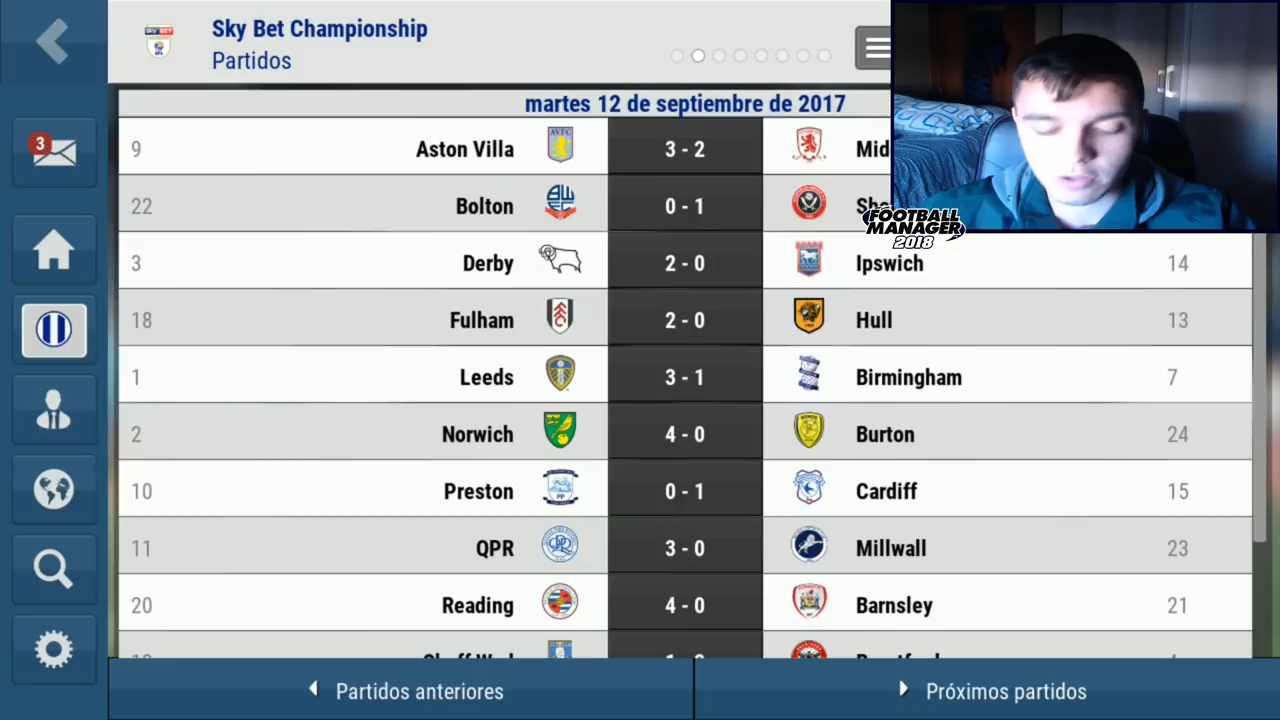 Sky Bet Championship
Partidos
martes 12 de septiembre de 2017
3
9 Aston Villa 3 - 2 Mid
22 Bolton 0 - 1 She
3 Derby 2 - 0 Ipswich 14
18 Fulham 2 - 0 Hull 13
1 Leeds 3 - 1 Birmingham 7
2 Norwich 4 - 0 Burton 24
10 Preston 0 - 1 Cardiff 15
11 QPR 3 - 0 Millwall 23
20 Reading 4 - 0 Barnsley 21
FOOTBALL
MANAGER
2018
Partidos anteriores
Próximos partidos